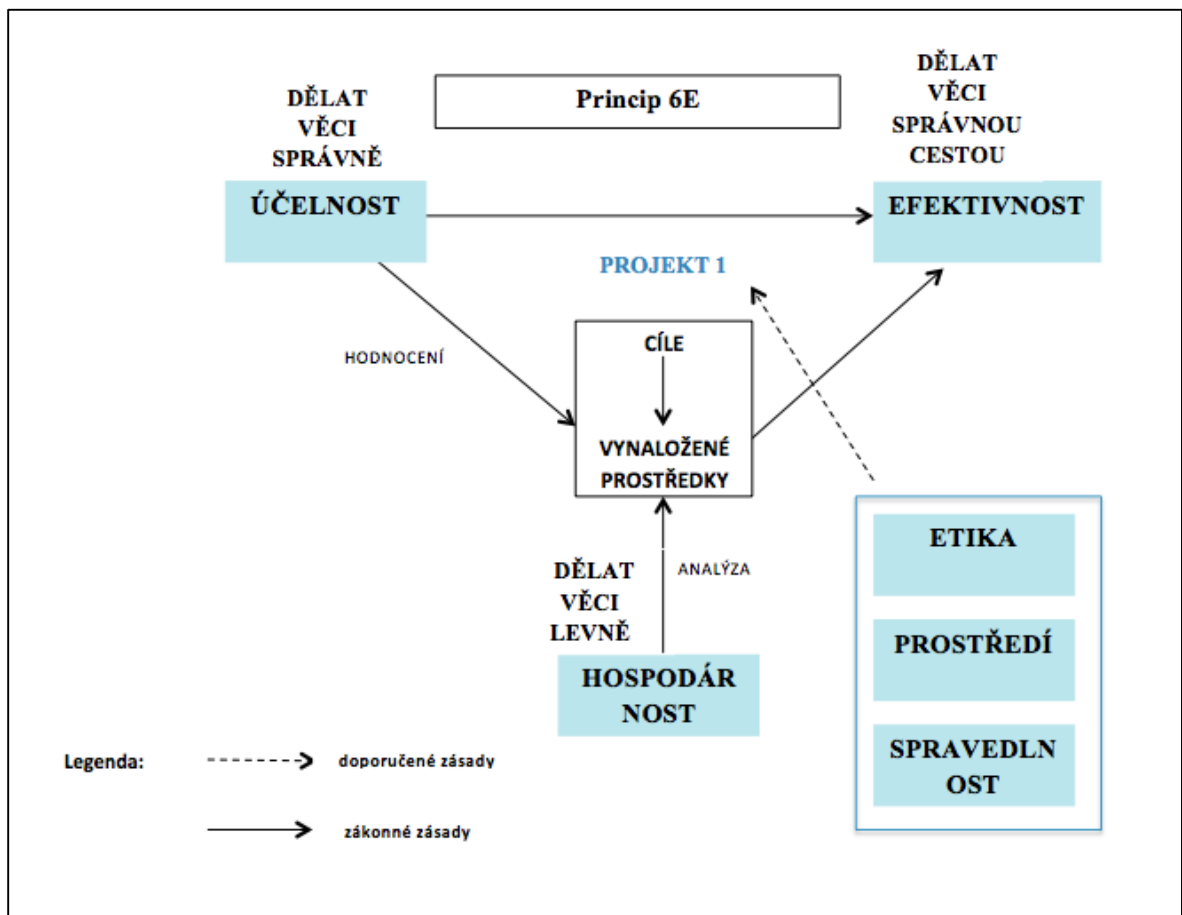 Princip 6E
DĚLAT
VĚCI
SPRÁVNĚ
ÚČELNOST
DĚLAT
VĚCI
SPRÁVNOU
CESTOU
EFEKTIVNOST
PROJEKT 1
HODNOCENÍ
CÍLE
VYNALOŽENÉ
PROSTŘEDKY
ANALÝZA
DĚLAT
VĚCI
LEVNĚ
HOSPODÁR
NOST
ETIKA
PROSTŘEDÍ
SPRAVEDLN
OST
Legenda:
doporučené zásady
zákonné zásady